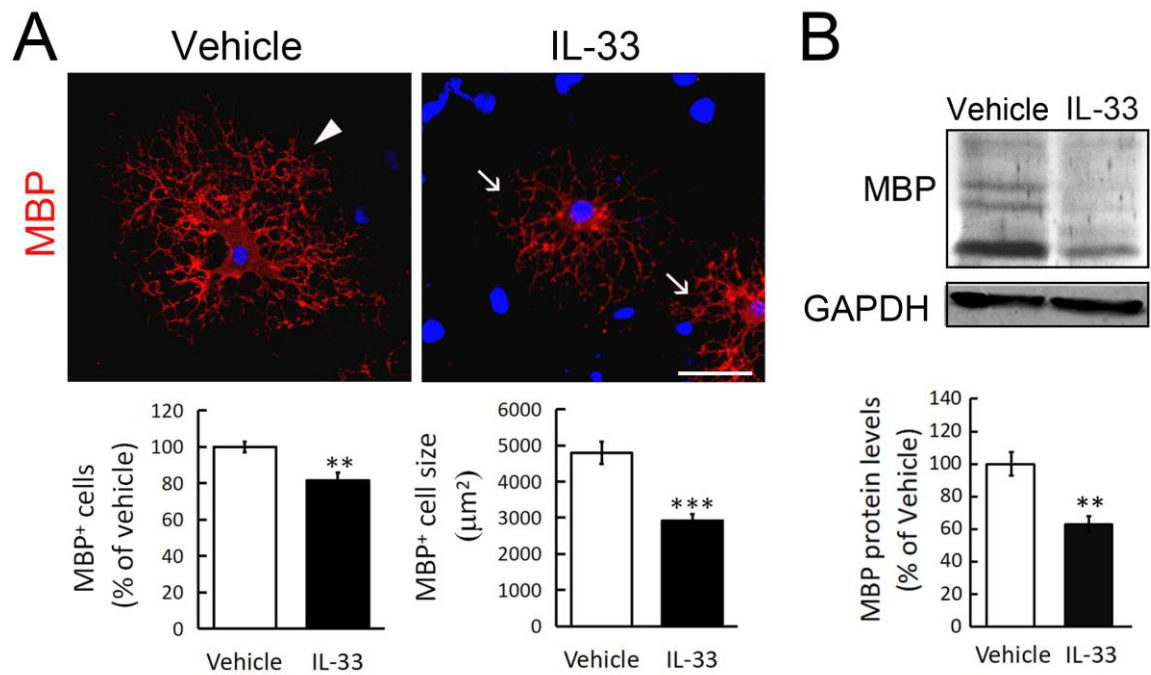 A
Vehicle
IL-33
MBP
120
100
80
60
40
20
0
MBP⁺ cells
(% of vehicle)
**
Vehicle
IL-33
6000
5000
4000
3000
2000
1000
0
MBP⁺ cell size
(μm²)
***
Vehicle
IL-33
B
Vehicle IL-33
MBP
GAPDH
140
120
100
80
60
40
20
0
MBP protein levels
(% of Vehicle)
**
Vehicle
IL-33